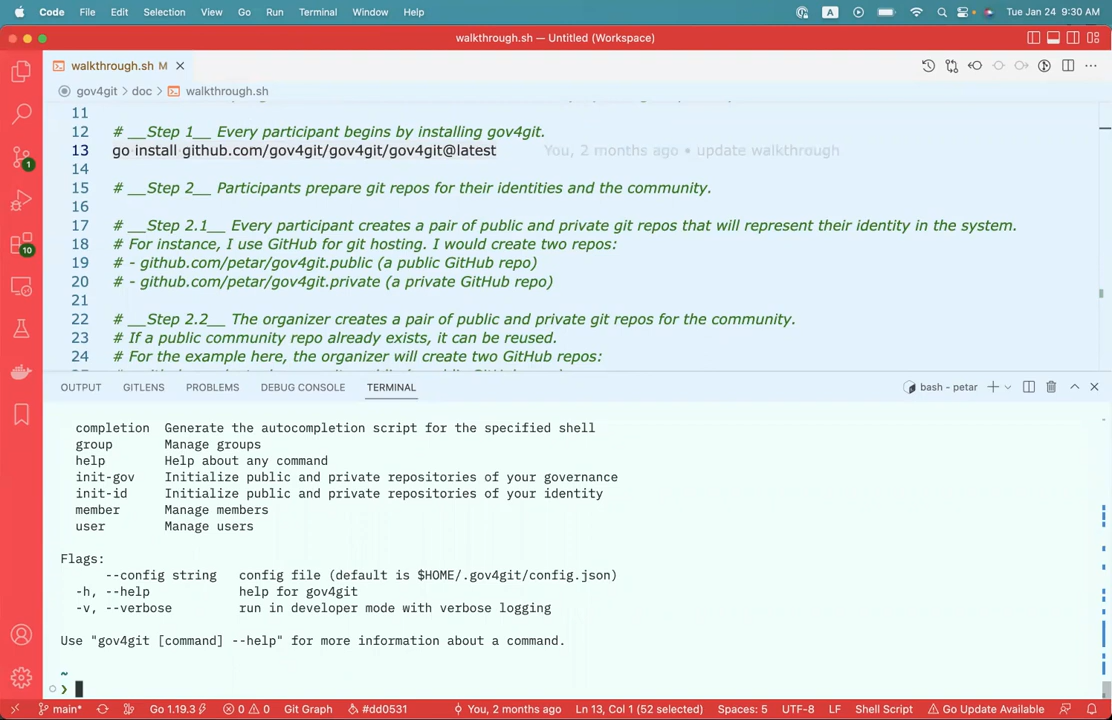 Code File Edit Selection View Go Run Terminal Window Help A Tue Jan 24 9:30 AM
walkthrough.sh — Untitled (Workspace)
walkthrough.sh M
gov4git > doc > walkthrough.sh
11
12 # __Step 1__ Every participant begins by installing gov4git.
13 go install github.com/gov4git/gov4git/gov4git@latest You, 2 months ago • update walkthrough
14
15 # __Step 2__ Participants prepare git repos for their identities and the community.
16
17 # __Step 2.1__ Every participant creates a pair of public and private git repos that will represent their identity in the system.
18 # For instance, I use GitHub for git hosting. I would create two repos:
19 # - github.com/petar/gov4git.public (a public GitHub repo)
20 # - github.com/petar/gov4git.private (a private GitHub repo)
21
22 # __Step 2.2__ The organizer creates a pair of public and private git repos for the community.
23 # If a public community repo already exists, it can be reused.
24 # For the example here, the organizer will create two GitHub repos:
1
10
OUTPUT GITLENS PROBLEMS DEBUG CONSOLE TERMINAL bash - petar
completion Generate the autocompletion script for the specified shell
group Manage groups
help Help about any command
init-gov Initialize public and private repositories of your governance
init-id Initialize public and private repositories of your identity
member Manage members
user Manage users
Flags:
--config string config file (default is $HOME/.gov4git/config.json)
-h, --help help for gov4git
-v, --verbose run in developer mode with verbose logging
Use "gov4git [command] --help" for more information about a command.
~
❯
main* Go 1.19.3 0 0 Git Graph #dd0531 You, 2 months ago Ln 13, Col 1 (52 selected) Spaces: 5 UTF-8 LF Shell Script Go Update Available